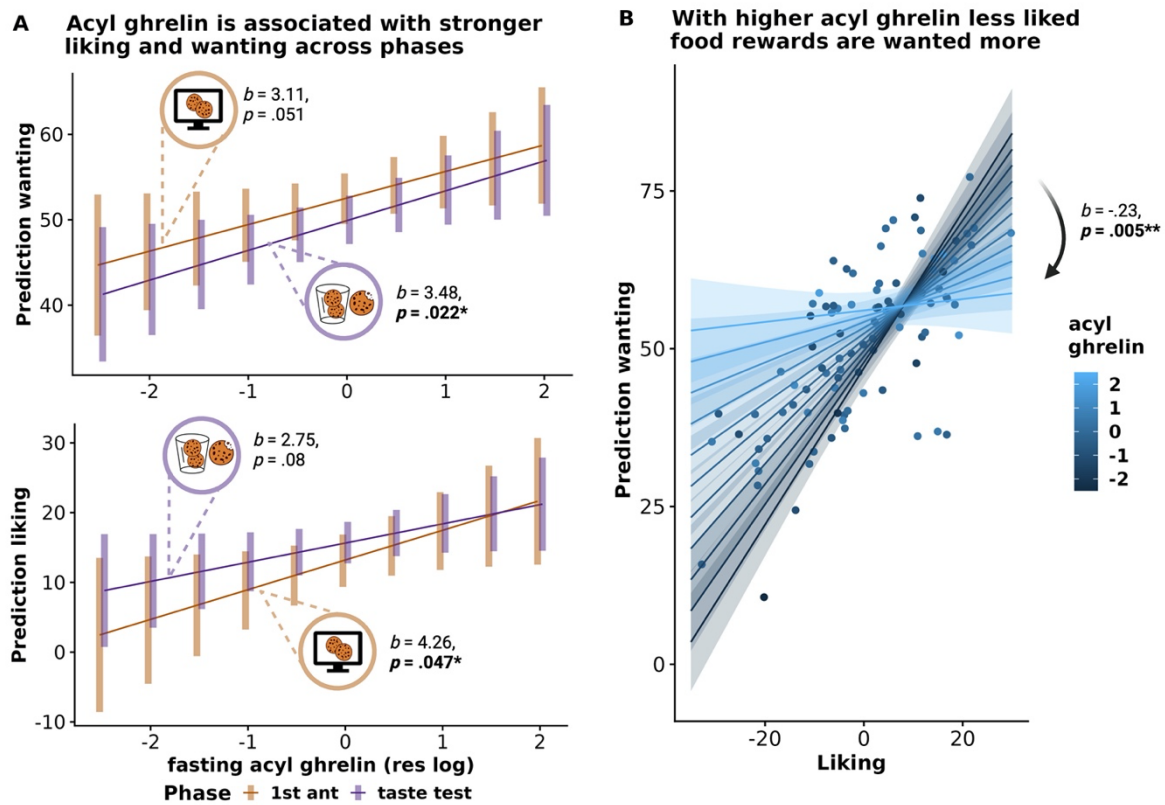 A Acyl ghrelin is associated with stronger
liking and wanting across phases
Prediction wanting
60
50
40
b = 3.11,
p = .051
b = 3.48,
p = .022*
-2 -1 0 1 2
Prediction liking
30
20
10
0
-10
b = 2.75,
p = .08
b = 4.26,
p = .047*
-2 -1 0 1 2
fasting acyl ghrelin (res log)
Phase 1st ant taste test
B With higher acyl ghrelin less liked
food rewards are wanted more
Prediction wanting
75
50
25
0
b = -.23,
p = .005**
acyl
ghrelin
2
1
0
-1
-2
-20 0 20
Liking